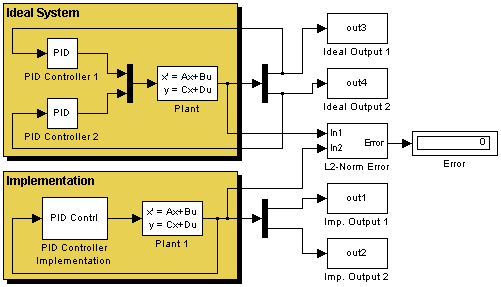 Ideal System
PID
PID Controller 1
PID
PID Controller 2
x' = Ax+Bu
y = Cx+Du
Plant
out3
Ideal Output 1
out4
Ideal Output 2
In1
In2
Error
L2-Norm Error
0
Error
Implementation
PID Contrl
PID Controller
Implementation
x' = Ax+Bu
y = Cx+Du
Plant 1
out1
Imp. Output 1
out2
Imp. Output 2